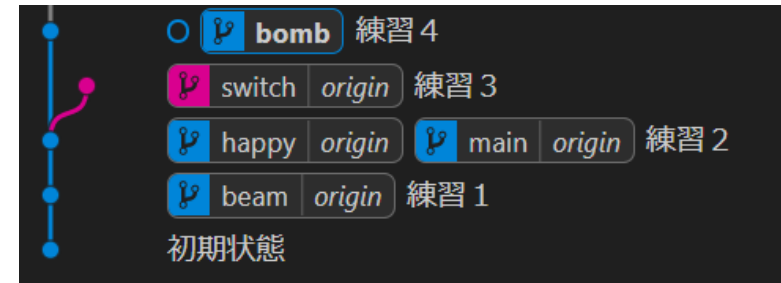 bomb 練習４
switch origin 練習３
happy origin main origin 練習２
beam origin 練習１
初期状態